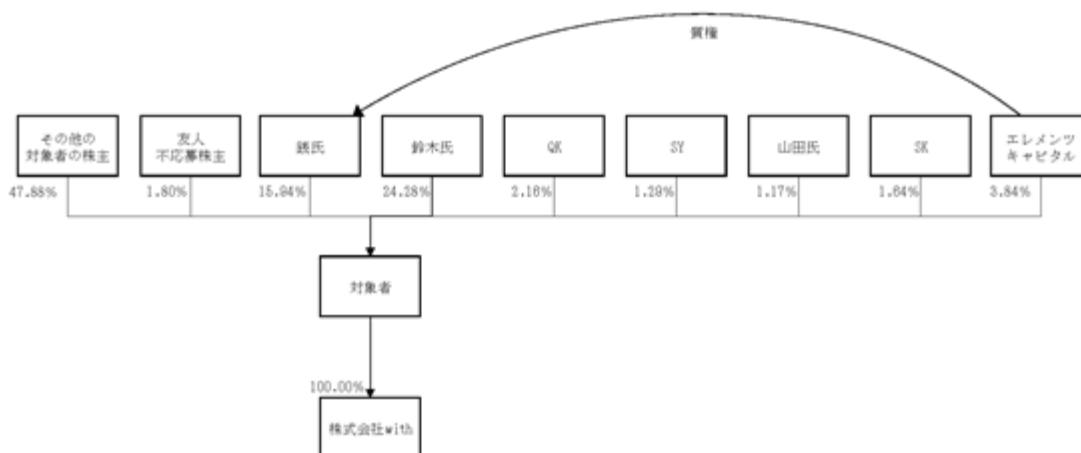 質権
その他の
対象者の株主
友人
不応募株主
銭氏
鈴木氏
QK
SY
山田氏
SK
エレメンツ
キャピタル
47.88%
1.80%
15.94%
24.28%
2.16%
1.29%
1.17%
1.64%
3.84%
対象者
100.00%
株式会社with